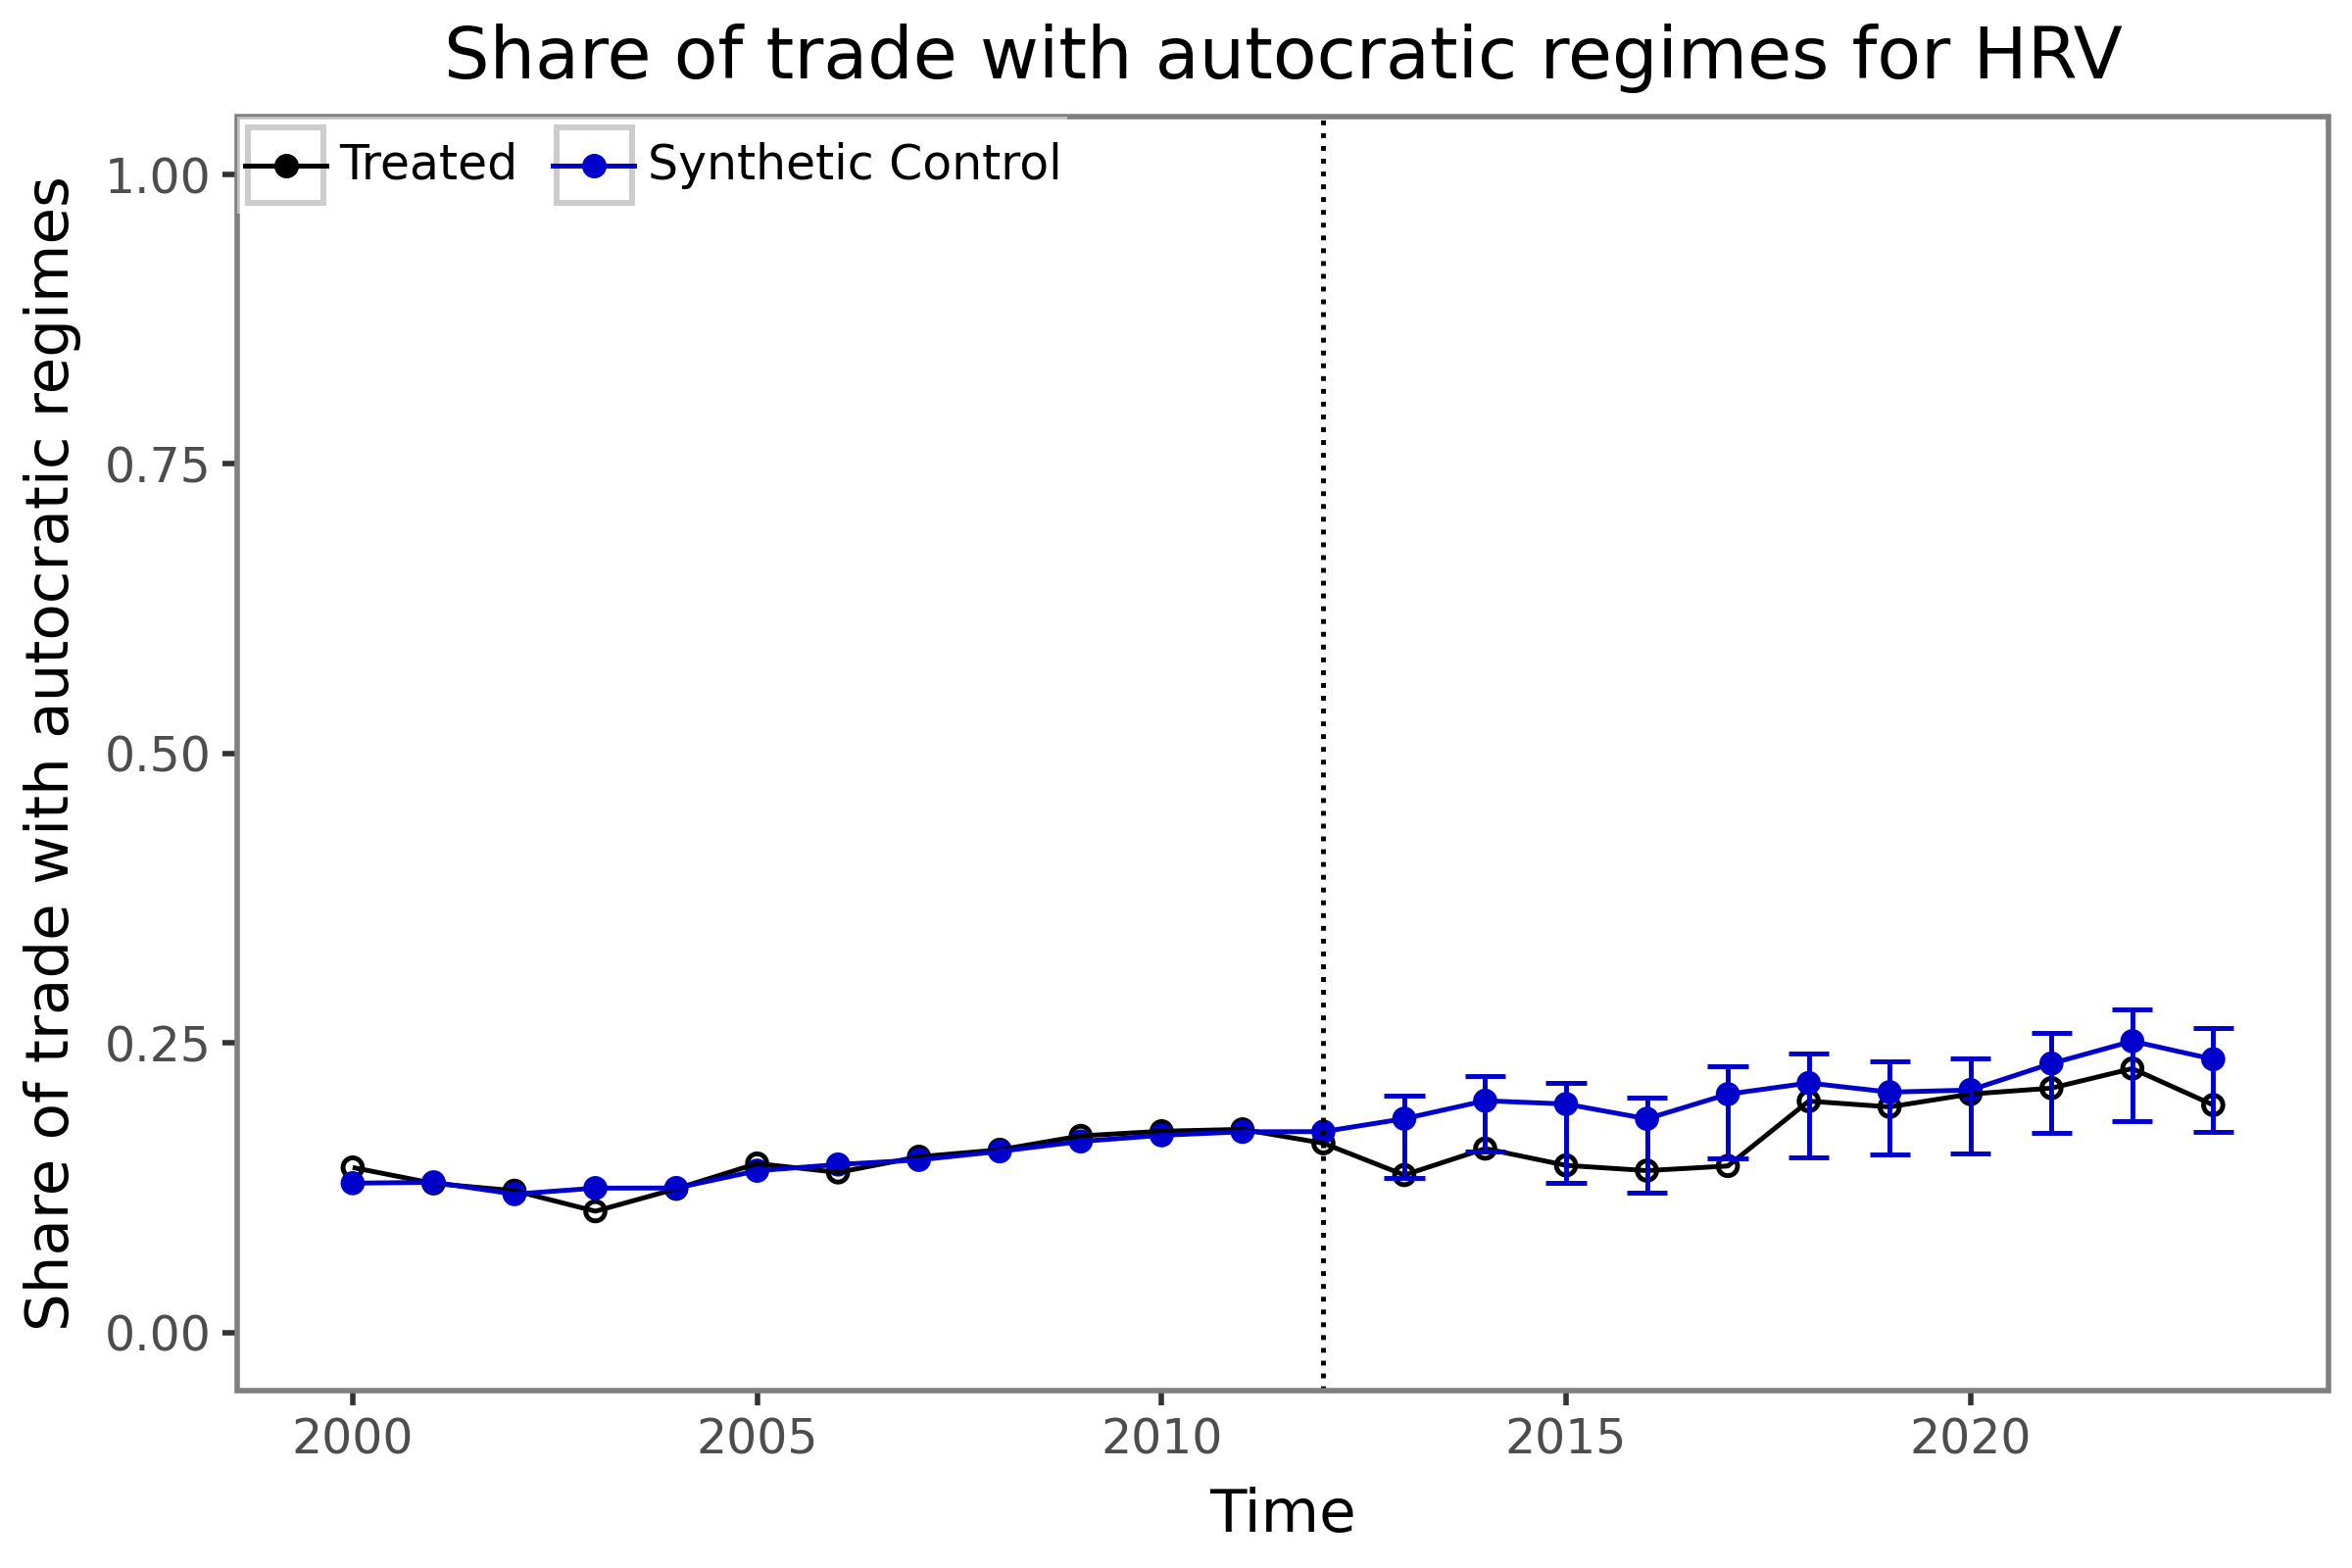 Share of trade with autocratic regimes for HRV
Treated
Synthetic Control
Share of trade with autocratic regimes
1.00
0.75
0.50
0.25
0.00
2000
2005
2010
2015
2020
Time